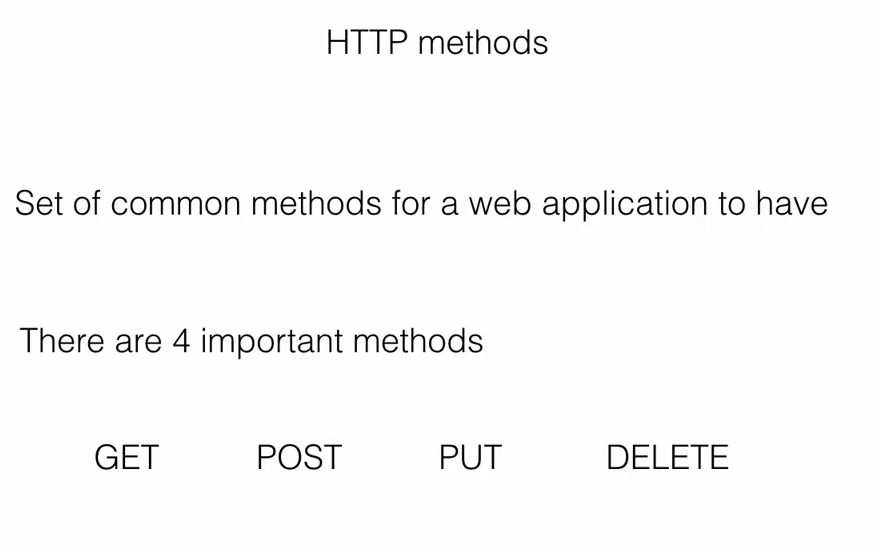 HTTP methods
Set of common methods for a web application to have
There are 4 important methods
GET POST PUT DELETE